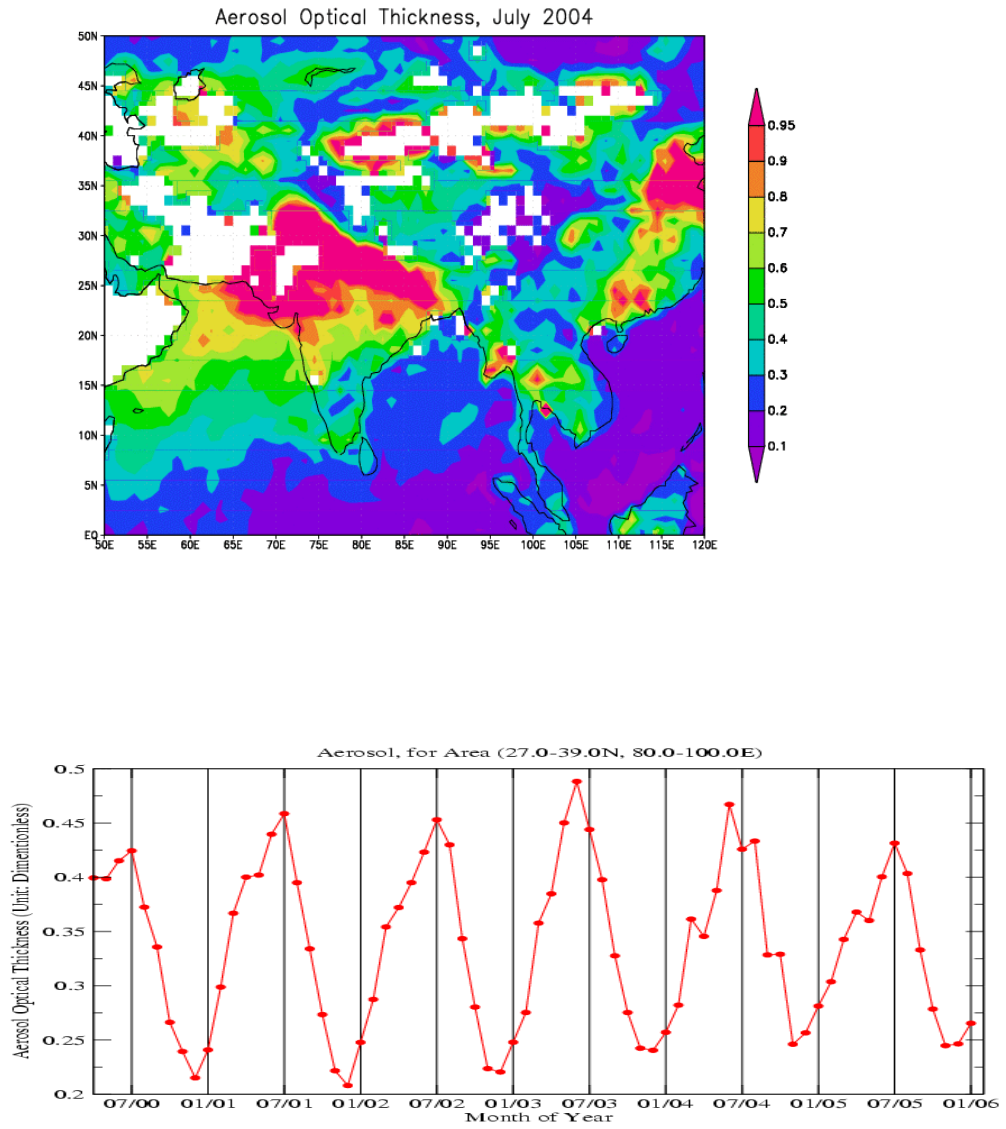 Aerosol Optical Thickness, July 2004
50N
45N
40N
35N
30N
25N
20N
15N
10N
5N
EQ
50E 55E 60E 65E 70E 75E 80E 85E 90E 95E 100E 105E 110E 115E 120E
0.95
0.9
0.8
0.7
0.6
0.5
0.4
0.3
0.2
0.1
Aerosol, for Area (27.0-39.0N, 80.0-100.0E)
Aerosol Optical Thickness (Unit: Dimentionless)
0.5
0.45
0.4
0.35
0.3
0.25
0.2
07/00 01/01 07/01 01/02 07/02 01/03 07/03 01/04 07/04 01/05 07/05 01/06
Month of Year